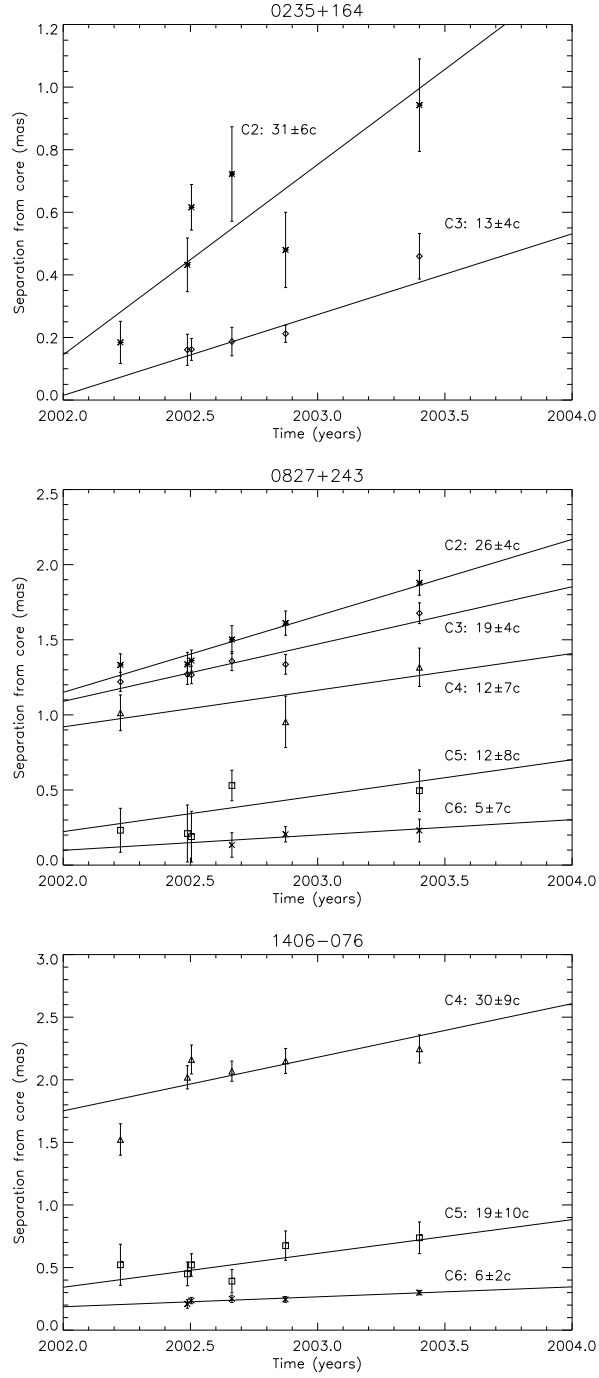 0235+164
1.2
1.0
0.8
0.6
0.4
0.2
0.0
Separation from core (mas)
C2: 31±6c
C3: 13±4c
2002.0 2002.5 2003.0 2003.5 2004.0
Time (years)
0827+243
2.5
2.0
1.5
1.0
0.5
0.0
Separation from core (mas)
C2: 26±4c
C3: 19±4c
C4: 12±7c
C5: 12±8c
C6: 5±7c
2002.0 2002.5 2003.0 2003.5 2004.0
Time (years)
1406−076
3.0
2.5
2.0
1.5
1.0
0.5
0.0
Separation from core (mas)
C4: 30±9c
C5: 19±10c
C6: 6±2c
2002.0 2002.5 2003.0 2003.5 2004.0
Time (years)